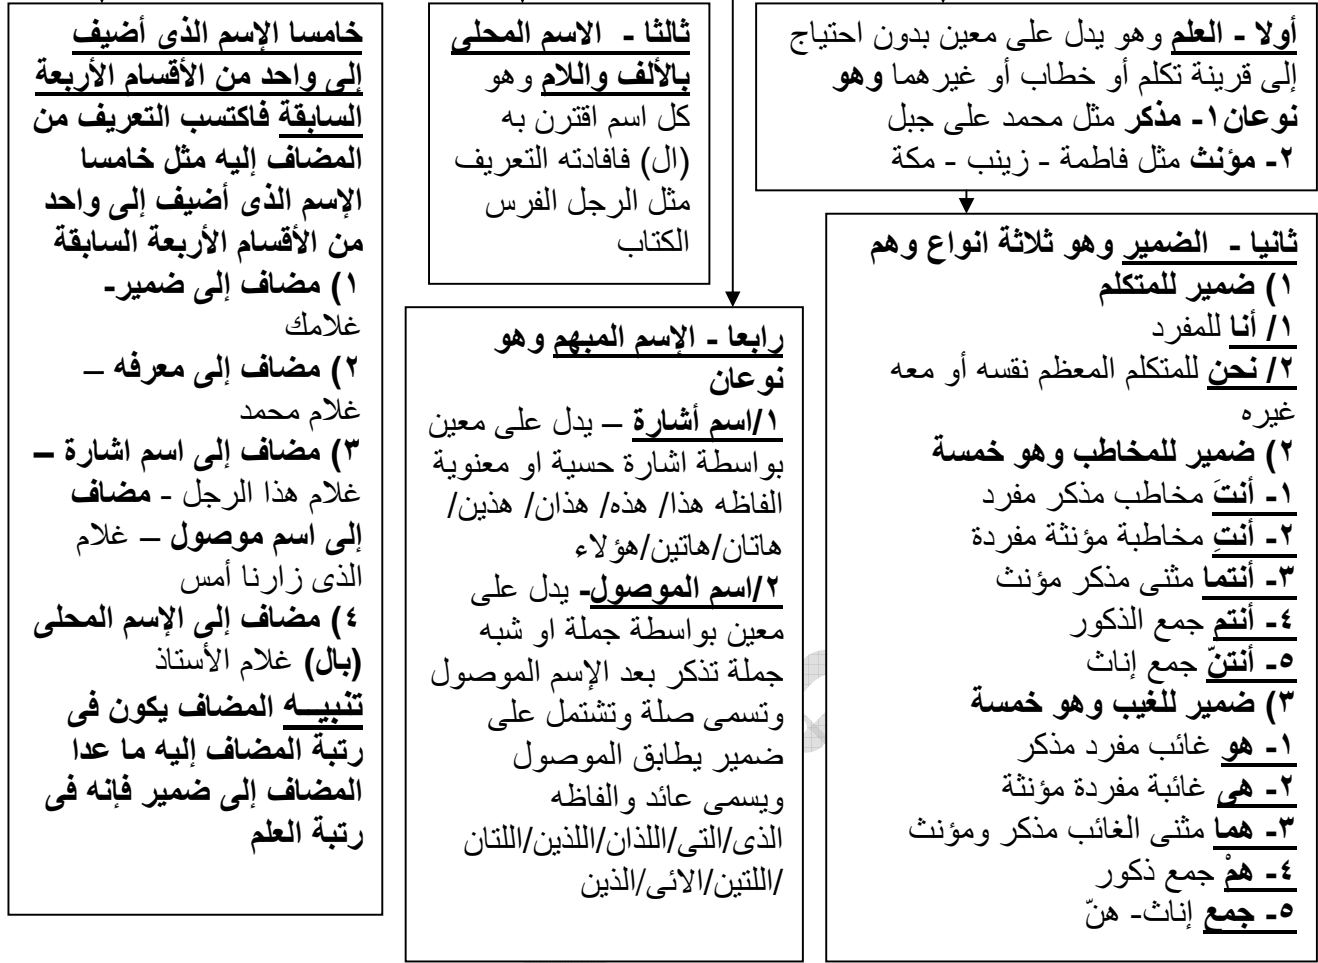 أولا - العلم وهو يدل على معين بدون احتياج
إلى قرينة تكلم أو خطاب أو غيرهما وهو
نوعان١- مذكر مثل محمد على جبل
٢- مؤنث مثل فاطمة - زينب - مكة
ثانيا - الضمير وهو ثلاثة انواع وهم
١) ضمير للمتكلم
١/ أنا للمفرد
٢/ نحن للمتكلم المعظم نفسه أو معه
غيره
٢) ضمير للمخاطب وهو خمسة
١- أنتَ مخاطب مذكر مفرد
٢- أنتِ مخاطبة مؤنثة مفردة
٣- أنتما مثنى مذكر مؤنث
٤- أنتم جمع الذكور
٥- أنتنّ جمع إناث
٣) ضمير للغيب وهو خمسة
١- هو غائب مفرد مذكر
٢- هى غائبة مفردة مؤنثة
٣- هما مثنى الغائب مذكر ومؤنث
٤- همْ جمع ذكور
٥- جمع إناث- هنّ
ثالثا - الاسم المحلى
بالألف واللام وهو
كل اسم اقترن به
(ال) فافادته التعريف
مثل الرجل الفرس
الكتاب
رابعا - الإسم المبهم وهو
نوعان
١/اسم أشارة – يدل على معين
بواسطة اشارة حسية او معنوية
الفاظه هذا/ هذه/ هذان/ هذين/
هاتان/هاتين/هؤلاء
٢/اسم الموصول- يدل على
معين بواسطة جملة او شبه
جملة تذكر بعد الإسم الموصول
وتسمى صلة وتشتمل على
ضمير يطابق الموصول
ويسمى عائد والفاظه
الذى/التى/اللذان/اللذين/اللتان
/اللتين/الائى/الذين
خامسا الإسم الذى أضيف
إلى واحد من الأقسام الأربعة
السابقة فاكتسب التعريف من
المضاف إليه مثل خامسا
الإسم الذى أضيف إلى واحد
من الأقسام الأربعة السابقة
١) مضاف إلى ضمير-
غلامك
٢) مضاف إلى معرفه –
غلام محمد
٣) مضاف إلى اسم اشارة –
غلام هذا الرجل - مضاف
إلى اسم موصول – غلام
الذى زارنا أمس
٤) مضاف إلى الإسم المحلى
(بال) غلام الأستاذ
تنبيـــه المضاف يكون فى
رتبة المضاف إليه ما عدا
المضاف إلى ضمير فإنه فى
رتبة العلم